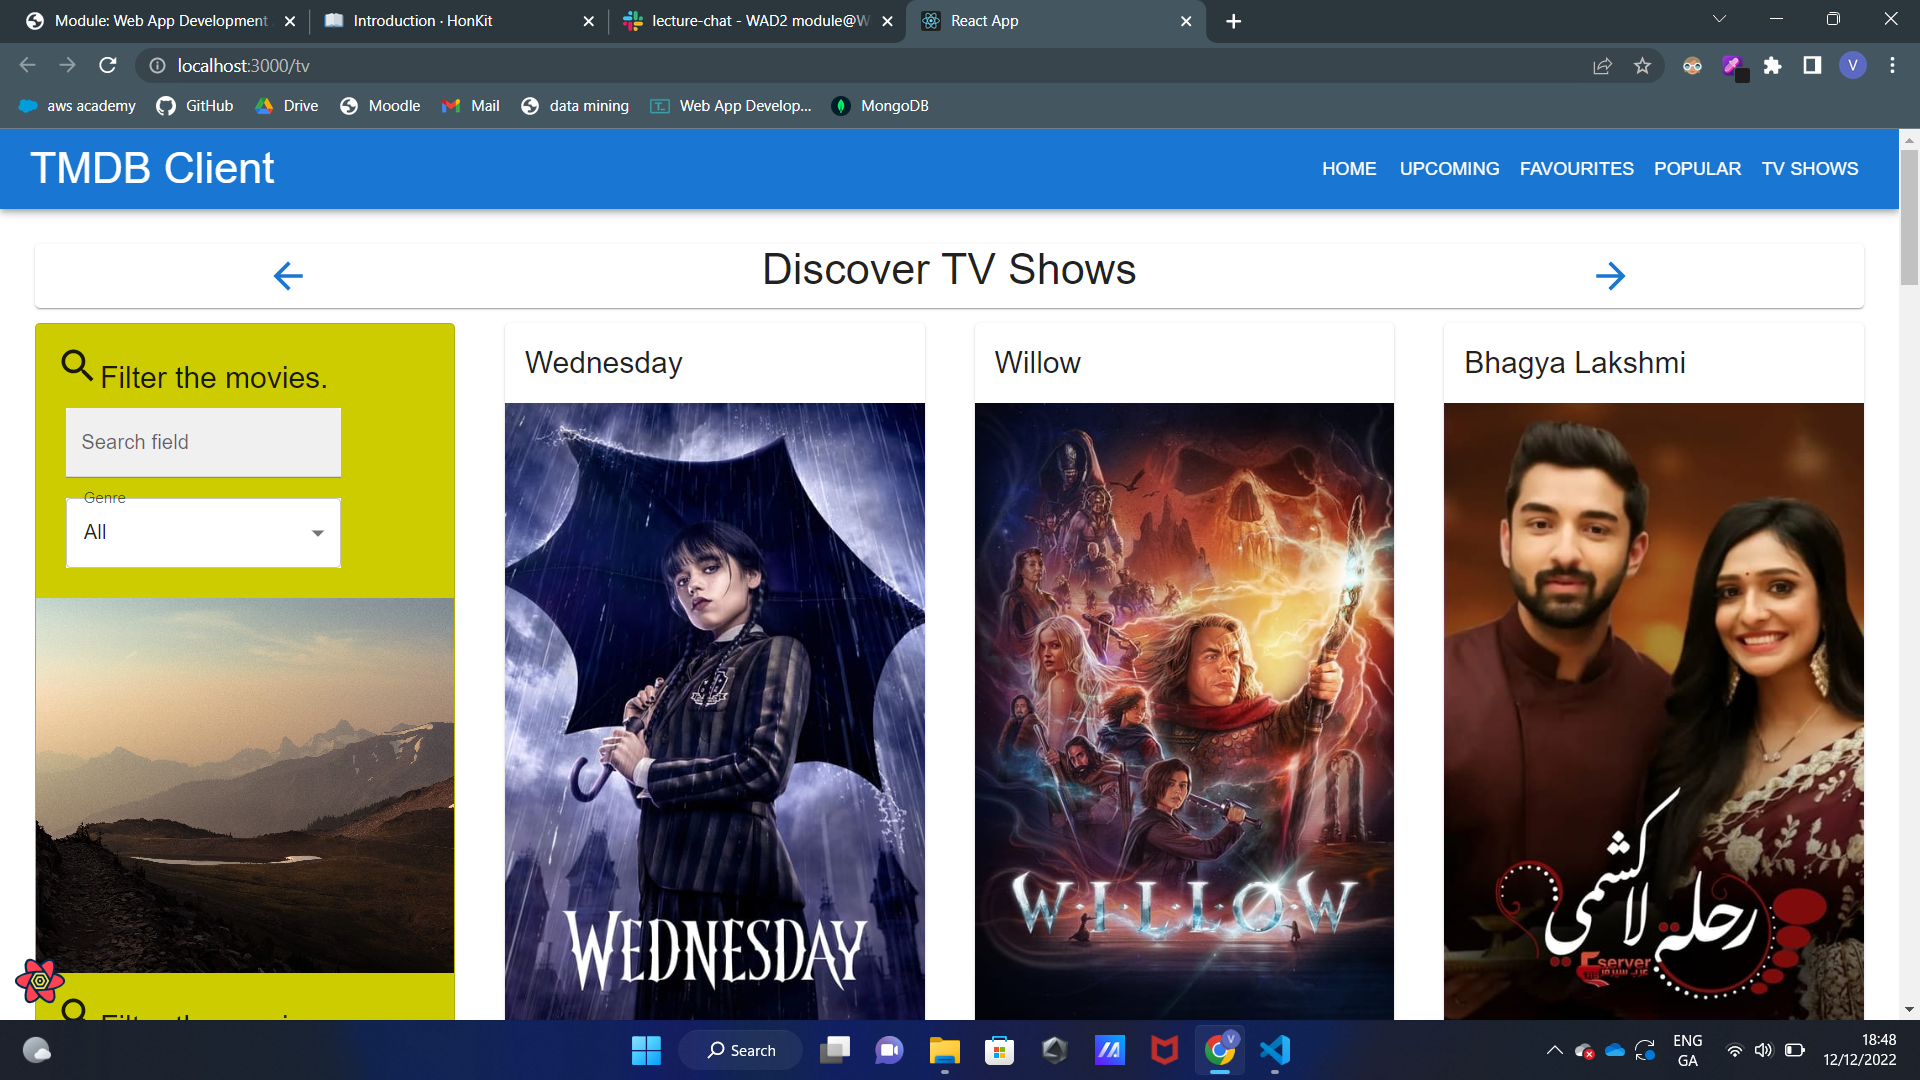 Module: Web App Development
Introduction · HonKit
lecture-chat - WAD2 module@W
React App
localhost:3000/tv
V
aws academy
GitHub
Drive
Moodle
Mail
data mining
Web App Develop...
MongoDB
TMDB Client
HOME
UPCOMING
FAVOURITES
POPULAR
TV SHOWS
Discover TV Shows
Filter the movies.
Search field
Genre
All
Wednesday
WEDNESDAY
Willow
W·I·L·L·O·W
Bhagya Lakshmi
رحلة لاكشمي
server
Search
V
ENG
GA
18:48
12/12/2022